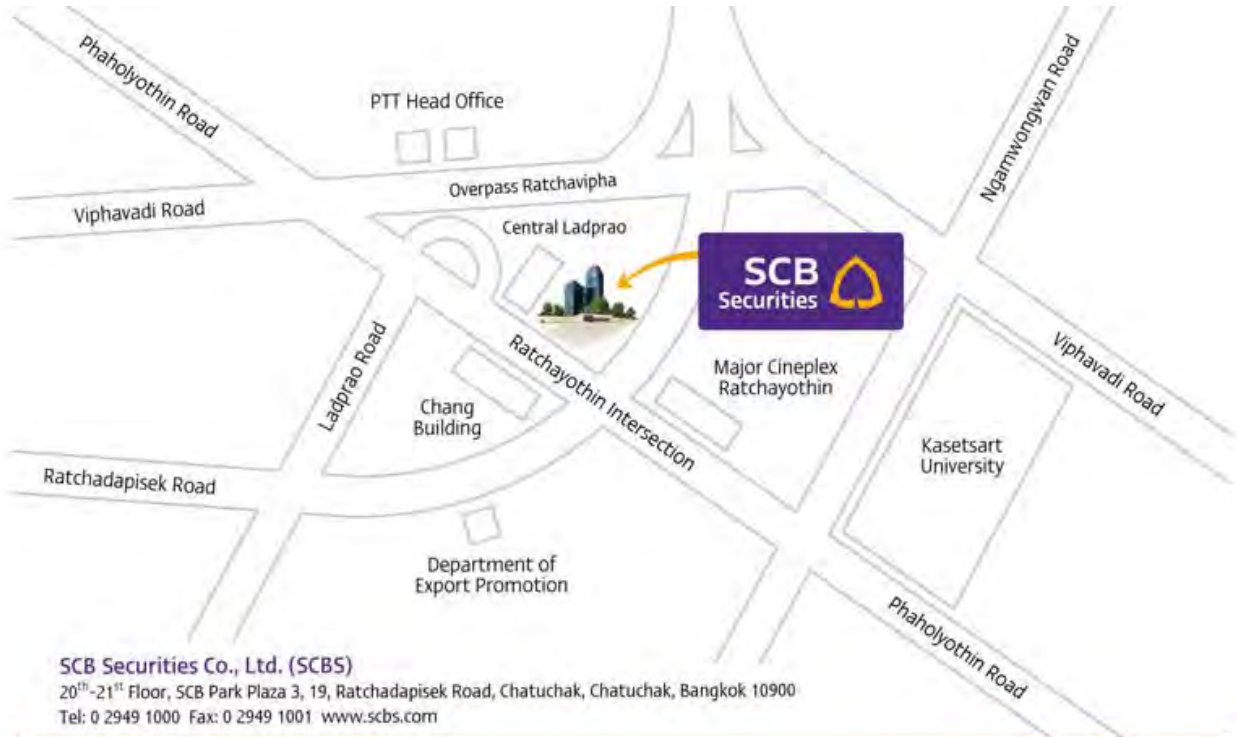 Phaholyothin Road
PTT Head Office
Ngamwongwan Road
Overpass Ratchavipha
Viphavadi Road
Central Ladprao
SCB
Securities
Ladprao Road
Ratchayothin Intersection
Major Cineplex
Ratchayothin
Viphavadi Road
Chang
Building
Kasetsart
University
Ratchadapisek Road
Department of
Export Promotion
Phaholyothin Road
SCB Securities Co., Ltd. (SCBS)
20th-21st Floor, SCB Park Plaza 3, 19, Ratchadapisek Road, Chatuchak, Chatuchak, Bangkok 10900
Tel: 0 2949 1000 Fax: 0 2949 1001 www.scbs.com